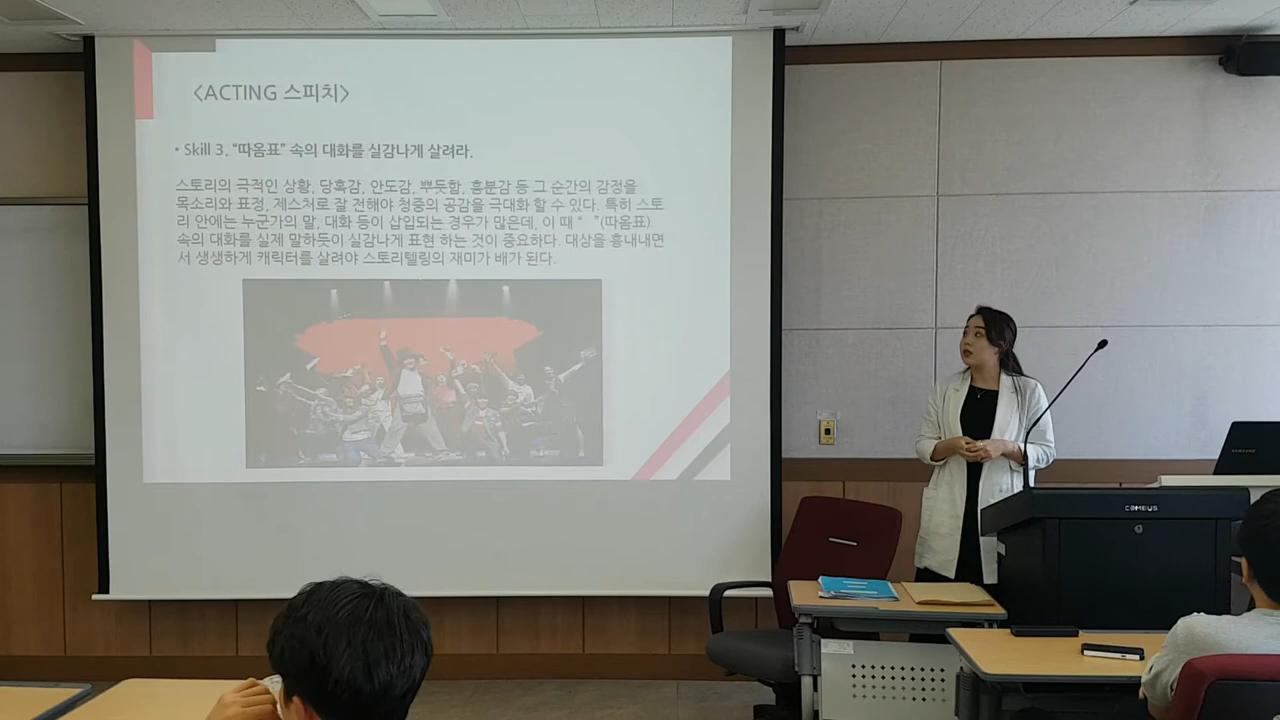 <ACTING 스피치>
• Skill 3. "따옴표" 속의 대화를 실감나게 살려라.
스토리의 극적인 상황, 당혹감, 안도감, 뿌듯함, 흥분감 등 그 순간의 감정을
목소리와 표정, 제스처로 잘 전해야 청중의 공감을 극대화 할 수 있다. 특히 스토
리 안에는 누군가의 말, 대화 등이 삽입되는 경우가 많은데, 이 때 " "(따옴표)
속의 대화를 실제 말하듯이 실감나게 표현 하는 것이 중요하다. 대상을 흉내내면
서 생생하게 캐릭터를 살려야 스토리텔링의 재미가 배가 된다.
SAMSUNG
COMBUS